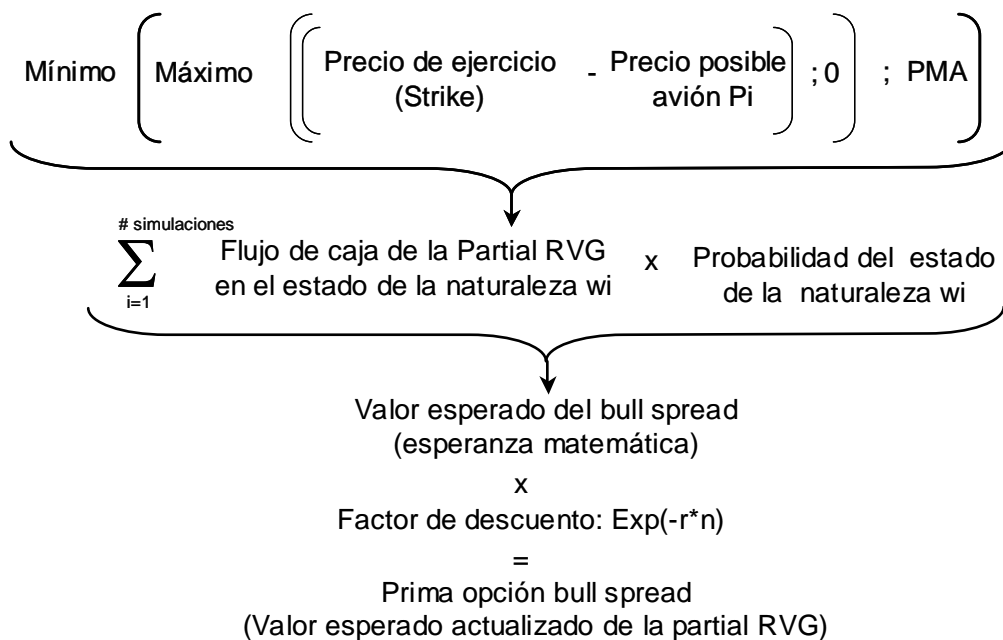 Mínimo ( Máximo ( ( Precio de ejercicio (Strike) - Precio posible avión Pi ) ; 0 ) ; PMA )
# simulaciones
∑
i=1
Flujo de caja de la Partial RVG
en el estado de la naturaleza wi
x
Probabilidad del estado
de la naturaleza wi
Valor esperado del bull spread
(esperanza matemática)
x
Factor de descuento: Exp(-r*n)
=
Prima opción bull spread
(Valor esperado actualizado de la partial RVG)